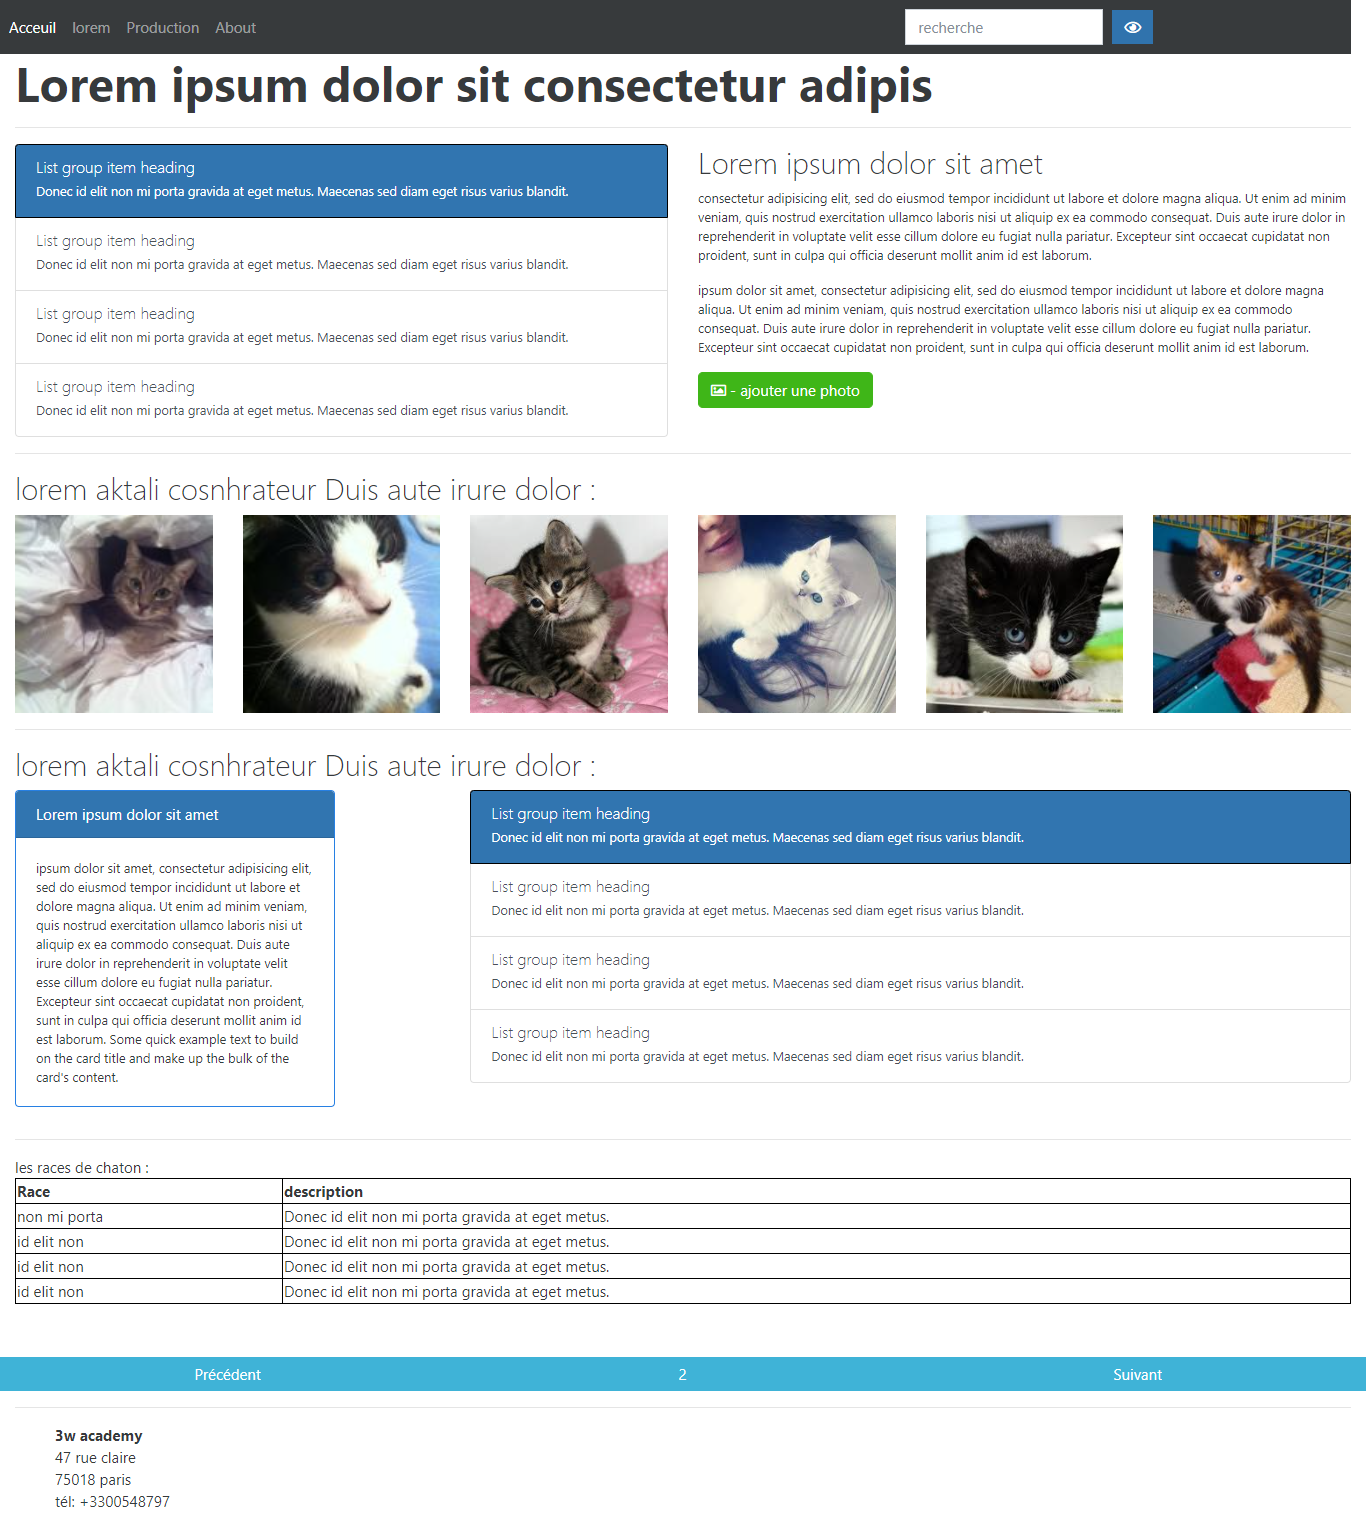 Acceuil lorem Production About recherche
Lorem ipsum dolor sit consectetur adipis
List group item heading
Donec id elit non mi porta gravida at eget metus. Maecenas sed diam eget risus varius blandit.
List group item heading
Donec id elit non mi porta gravida at eget metus. Maecenas sed diam eget risus varius blandit.
List group item heading
Donec id elit non mi porta gravida at eget metus. Maecenas sed diam eget risus varius blandit.
List group item heading
Donec id elit non mi porta gravida at eget metus. Maecenas sed diam eget risus varius blandit.
Lorem ipsum dolor sit amet
consectetur adipisicing elit, sed do eiusmod tempor incididunt ut labore et dolore magna aliqua. Ut enim ad minim
veniam, quis nostrud exercitation ullamco laboris nisi ut aliquip ex ea commodo consequat. Duis aute irure dolor in
reprehenderit in voluptate velit esse cillum dolore eu fugiat nulla pariatur. Excepteur sint occaecat cupidatat non
proident, sunt in culpa qui officia deserunt mollit anim id est laborum.
ipsum dolor sit amet, consectetur adipisicing elit, sed do eiusmod tempor incididunt ut labore et dolore magna
aliqua. Ut enim ad minim veniam, quis nostrud exercitation ullamco laboris nisi ut aliquip ex ea commodo
consequat. Duis aute irure dolor in reprehenderit in voluptate velit esse cillum dolore eu fugiat nulla pariatur.
Excepteur sint occaecat cupidatat non proident, sunt in culpa qui officia deserunt mollit anim id est laborum.
- ajouter une photo
lorem aktali cosnhrateur Duis aute irure dolor :
lorem aktali cosnhrateur Duis aute irure dolor :
Lorem ipsum dolor sit amet
ipsum dolor sit amet, consectetur adipisicing elit,
sed do eiusmod tempor incididunt ut labore et
dolore magna aliqua. Ut enim ad minim veniam,
quis nostrud exercitation ullamco laboris nisi ut
aliquip ex ea commodo consequat. Duis aute
irure dolor in reprehenderit in voluptate velit
esse cillum dolore eu fugiat nulla pariatur.
Excepteur sint occaecat cupidatat non proident,
sunt in culpa qui officia deserunt mollit anim id
est laborum. Some quick example text to build
on the card title and make up the bulk of the
card's content.
List group item heading
Donec id elit non mi porta gravida at eget metus. Maecenas sed diam eget risus varius blandit.
List group item heading
Donec id elit non mi porta gravida at eget metus. Maecenas sed diam eget risus varius blandit.
List group item heading
Donec id elit non mi porta gravida at eget metus. Maecenas sed diam eget risus varius blandit.
List group item heading
Donec id elit non mi porta gravida at eget metus. Maecenas sed diam eget risus varius blandit.
les races de chaton :
Race description
non mi porta Donec id elit non mi porta gravida at eget metus.
id elit non Donec id elit non mi porta gravida at eget metus.
id elit non Donec id elit non mi porta gravida at eget metus.
id elit non Donec id elit non mi porta gravida at eget metus.
Précédent 2 Suivant
3w academy
47 rue claire
75018 paris
tél: +3300548797